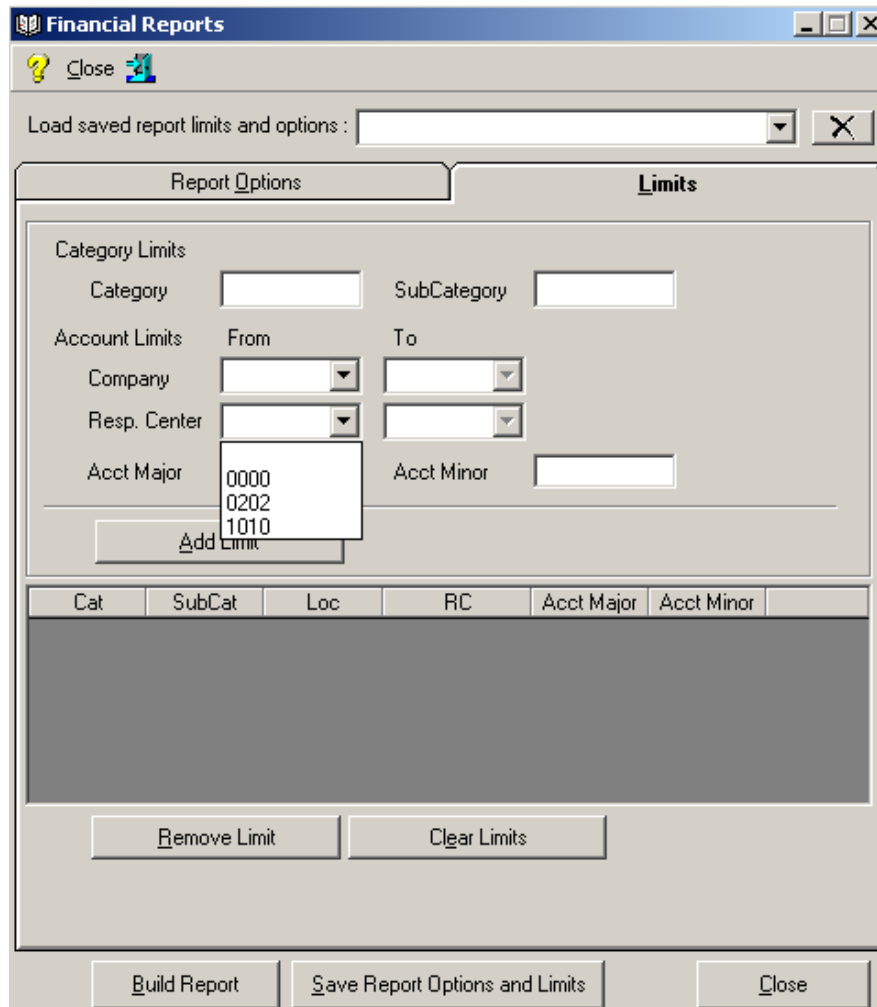 Financial Reports
Close
Load saved report limits and options :
Report Options Limits
Category Limits
Category SubCategory
Account Limits From To
Company
Resp. Center
Acct Major Acct Minor
0000
0202
1010
Add Limit
Cat SubCat Loc RC Acct Major Acct Minor
Remove Limit Clear Limits
Build Report Save Report Options and Limits Close